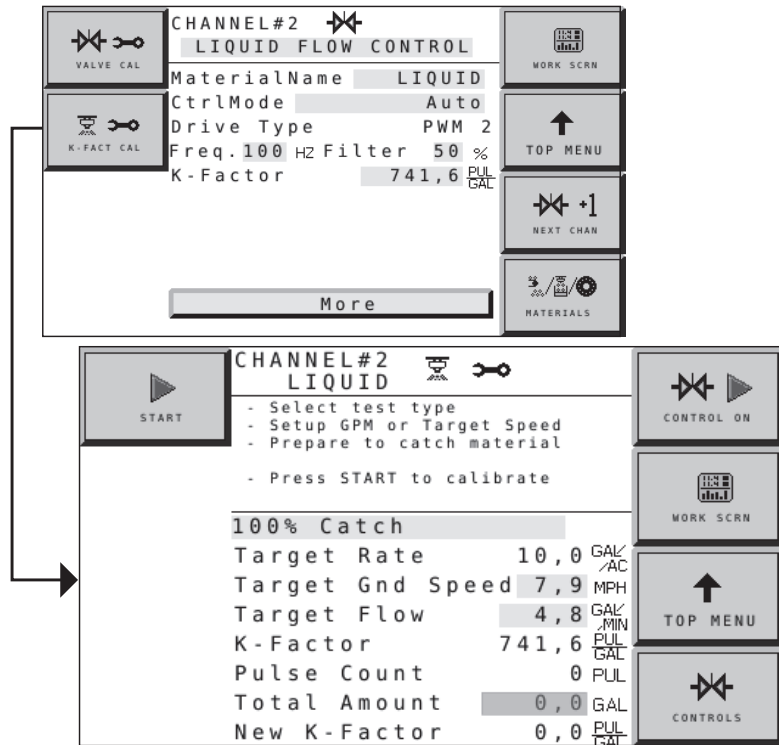 CHANNEL#2
LIQUID FLOW CONTROL
VALVE CAL
WORK SCRN
MaterialName LIQUID
CtrlMode Auto
Drive Type PWM 2
Freq. 100 HZ Filter 50 %
K-Factor 741,6 PUL/GAL
K-FACT CAL
TOP MENU
+1
NEXT CHAN
More
MATERIALS
CHANNEL#2
LIQUID
START
CONTROL ON
- Select test type
- Setup GPM or Target Speed
- Prepare to catch material
- Press START to calibrate
WORK SCRN
100% Catch
Target Rate 10,0 GAL/AC
Target Gnd Speed 7,9 MPH
Target Flow 4,8 GAL/MIN
TOP MENU
K-Factor 741,6 PUL/GAL
Pulse Count 0 PUL
Total Amount 0,0 GAL
CONTROLS
New K-Factor 0,0 PUL/GAL